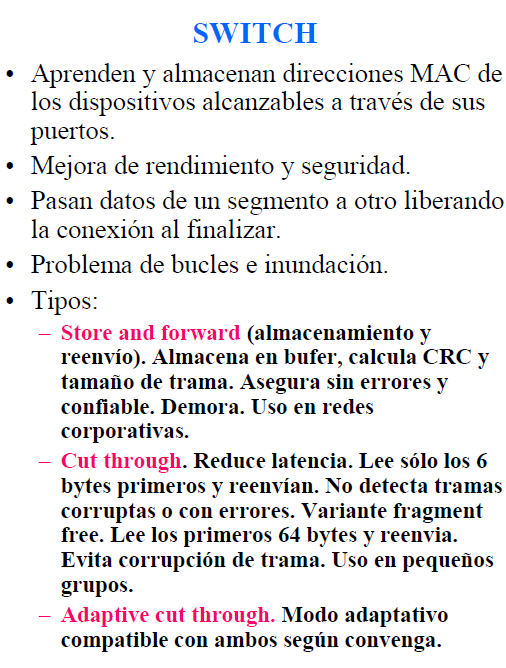 SWITCH
• Aprenden y almacenan direcciones MAC de
los dispositivos alcanzables a través de sus
puertos.
• Mejora de rendimiento y seguridad.
• Pasan datos de un segmento a otro liberando
la conexión al finalizar.
• Problema de bucles e inundación.
• Tipos:
– Store and forward (almacenamiento y
reenvío). Almacena en bufer, calcula CRC y
tamaño de trama. Asegura sin errores y
confiable. Demora. Uso en redes
corporativas.
– Cut through. Reduce latencia. Lee sólo los 6
bytes primeros y reenvían. No detecta tramas
corruptas o con errores. Variante fragment
free. Lee los primeros 64 bytes y reenvia.
Evita corrupción de trama. Uso en pequeños
grupos.
– Adaptive cut through. Modo adaptativo
compatible con ambos según convenga.